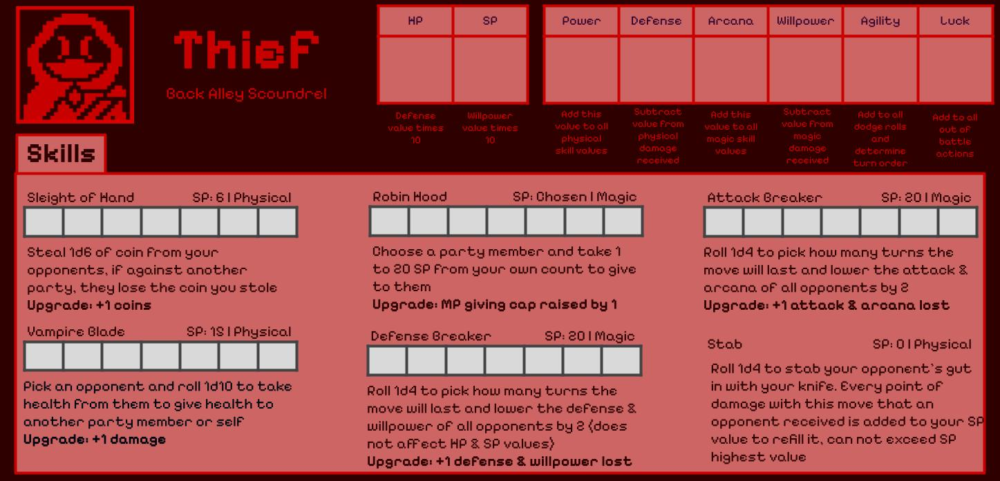 Thief
Back Alley Scoundrel
HP
SP
Defense
value times
10
Willpower
value times
10
Power
Defense
Arcana
Willpower
Agility
Luck
Add this
value to all
physical
skill values
Subtract
value from
physical
damage
received
Add this
value to all
magic skill
values
Subtract
value from
magic
damage
received
Add to all
dodge rolls
and
determine
turn order
Add to all
out of
battle
actions
Skills
Sleight of Hand SP: 6 | Physical
Steal 1d6 of coin from your
opponents, if against another
party, they lose the coin you stole
Upgrade: +1 coins
Vampire Blade SP: 18 | Physical
Pick an opponent and roll 1d10 to take
health from them to give health to
another party member or self
Upgrade: +1 damage
Robin Hood SP: Chosen | Magic
Choose a party member and take 1
to 20 SP from your own count to give
to them
Upgrade: MP giving cap raised by 1
Defense Breaker SP: 20 | Magic
Roll 1d4 to pick how many turns the
move will last and lower the defense &
willpower of all opponents by 2 (does
not affect HP & SP values)
Upgrade: +1 defense & willpower lost
Attack Breaker SP: 20 | Magic
Roll 1d4 to pick how many turns the
move will last and lower the attack &
arcana of all opponents by 2
Upgrade: +1 attack & arcana lost
Stab SP: 0 | Physical
Roll 1d4 to stab your opponent's gut
in with your knife. Every point of
damage with this move that an
opponent received is added to your SP
value to refill it, can not exceed SP
highest value